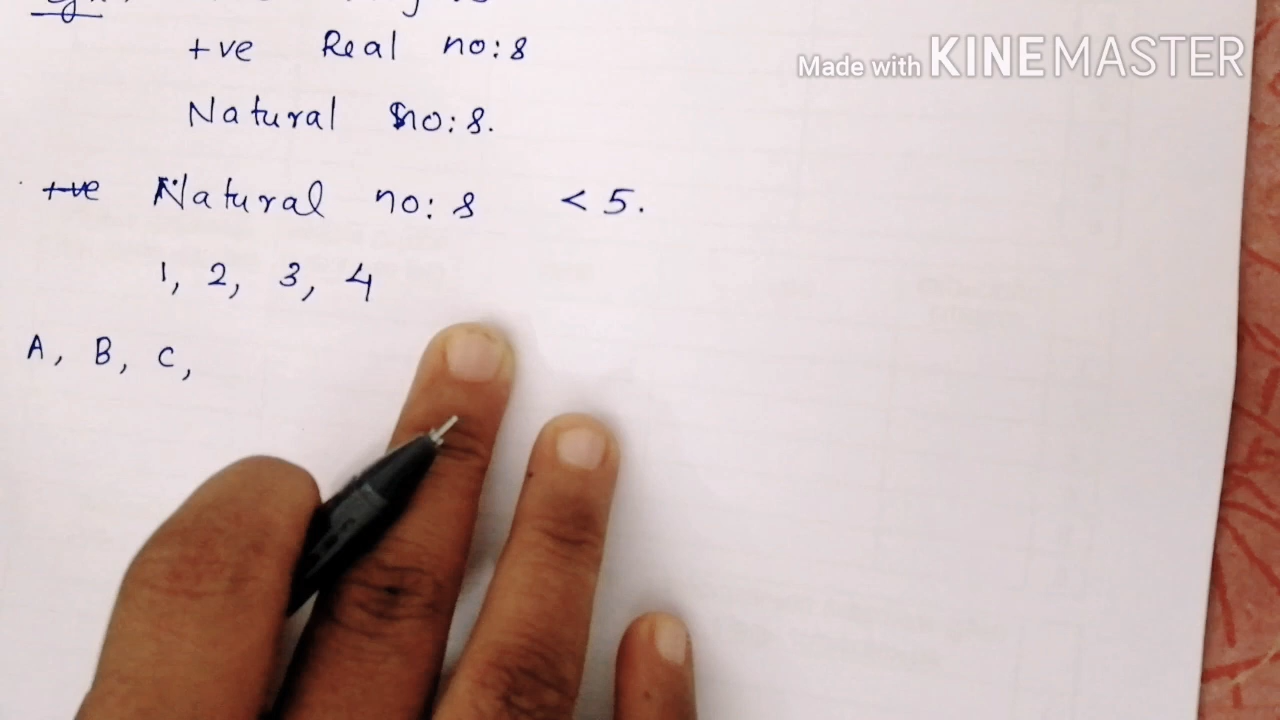 +ve Real no:s
Made with KINEMASTER
Natural no:s.
+ve Natural no:s < 5.
1, 2, 3, 4
A, B, C,